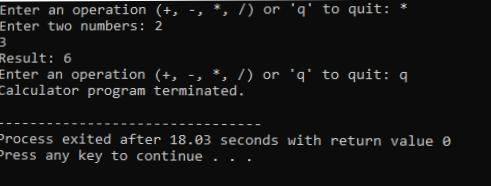 Enter an operation (+, -, *, /) or 'q' to quit: *
Enter two numbers: 2
3
Result: 6
Enter an operation (+, -, *, /) or 'q' to quit: q
Calculator program terminated.
--------------------------------
Process exited after 18.03 seconds with return value 0
Press any key to continue . . .